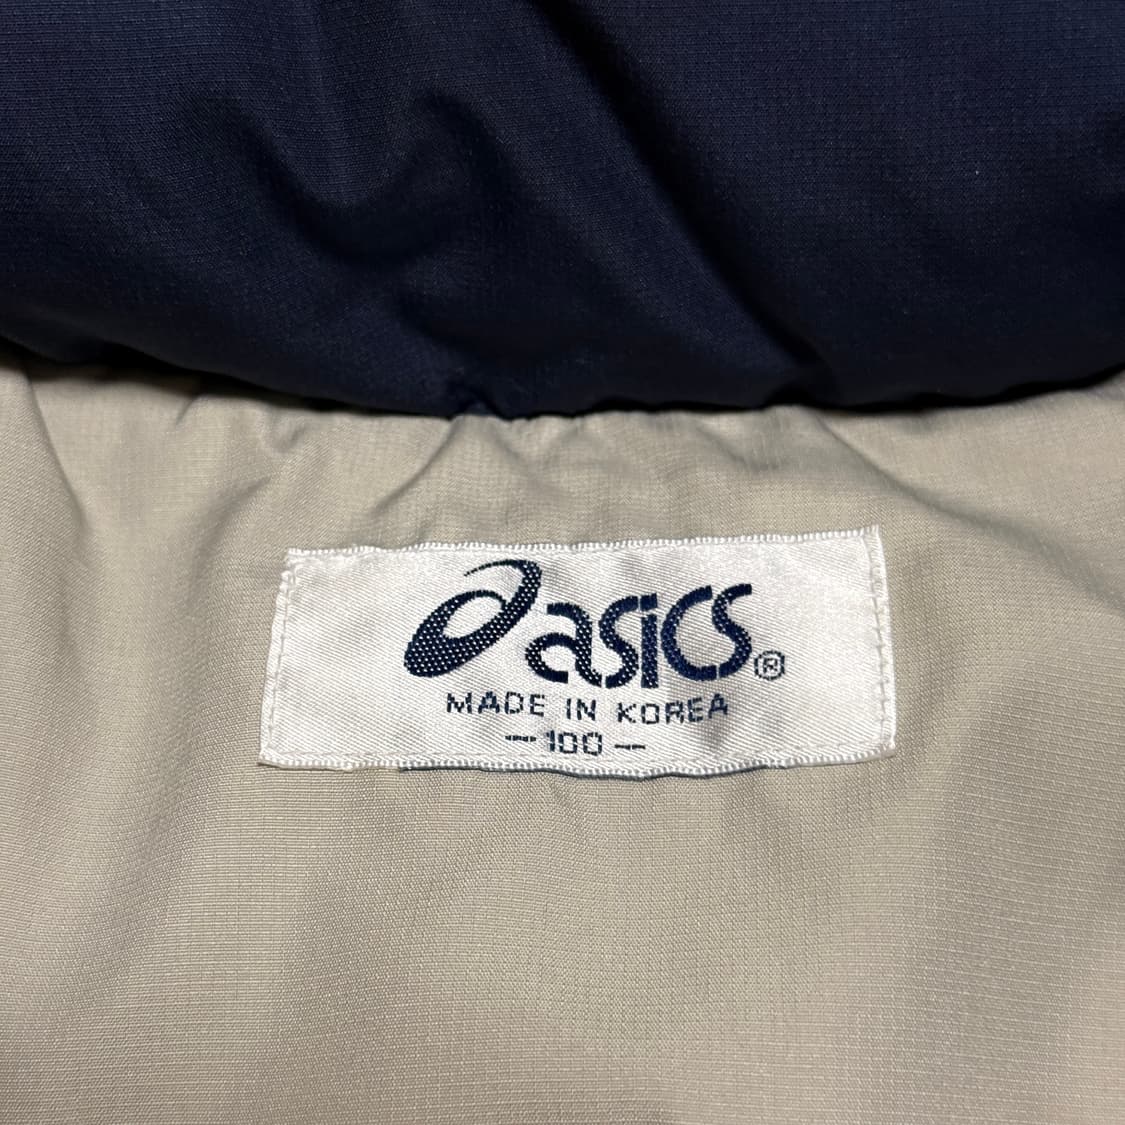 asics®
MADE IN KOREA
—100—